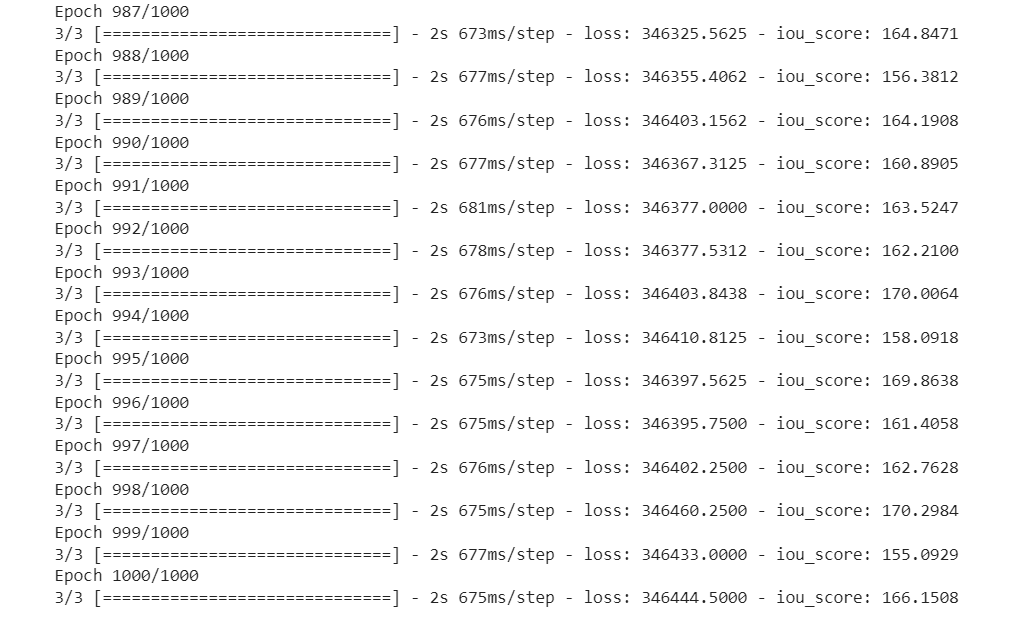 Epoch 987/1000
3/3 [==============================] - 2s 673ms/step - loss: 346325.5625 - iou_score: 164.8471
Epoch 988/1000
3/3 [==============================] - 2s 677ms/step - loss: 346355.4062 - iou_score: 156.3812
Epoch 989/1000
3/3 [==============================] - 2s 676ms/step - loss: 346403.1562 - iou_score: 164.1908
Epoch 990/1000
3/3 [==============================] - 2s 677ms/step - loss: 346367.3125 - iou_score: 160.8905
Epoch 991/1000
3/3 [==============================] - 2s 681ms/step - loss: 346377.0000 - iou_score: 163.5247
Epoch 992/1000
3/3 [==============================] - 2s 678ms/step - loss: 346377.5312 - iou_score: 162.2100
Epoch 993/1000
3/3 [==============================] - 2s 676ms/step - loss: 346403.8438 - iou_score: 170.0064
Epoch 994/1000
3/3 [==============================] - 2s 673ms/step - loss: 346410.8125 - iou_score: 158.0918
Epoch 995/1000
3/3 [==============================] - 2s 675ms/step - loss: 346397.5625 - iou_score: 169.8638
Epoch 996/1000
3/3 [==============================] - 2s 675ms/step - loss: 346395.7500 - iou_score: 161.4058
Epoch 997/1000
3/3 [==============================] - 2s 676ms/step - loss: 346402.2500 - iou_score: 162.7628
Epoch 998/1000
3/3 [==============================] - 2s 675ms/step - loss: 346460.2500 - iou_score: 170.2984
Epoch 999/1000
3/3 [==============================] - 2s 677ms/step - loss: 346433.0000 - iou_score: 155.0929
Epoch 1000/1000
3/3 [==============================] - 2s 675ms/step - loss: 346444.5000 - iou_score: 166.1508